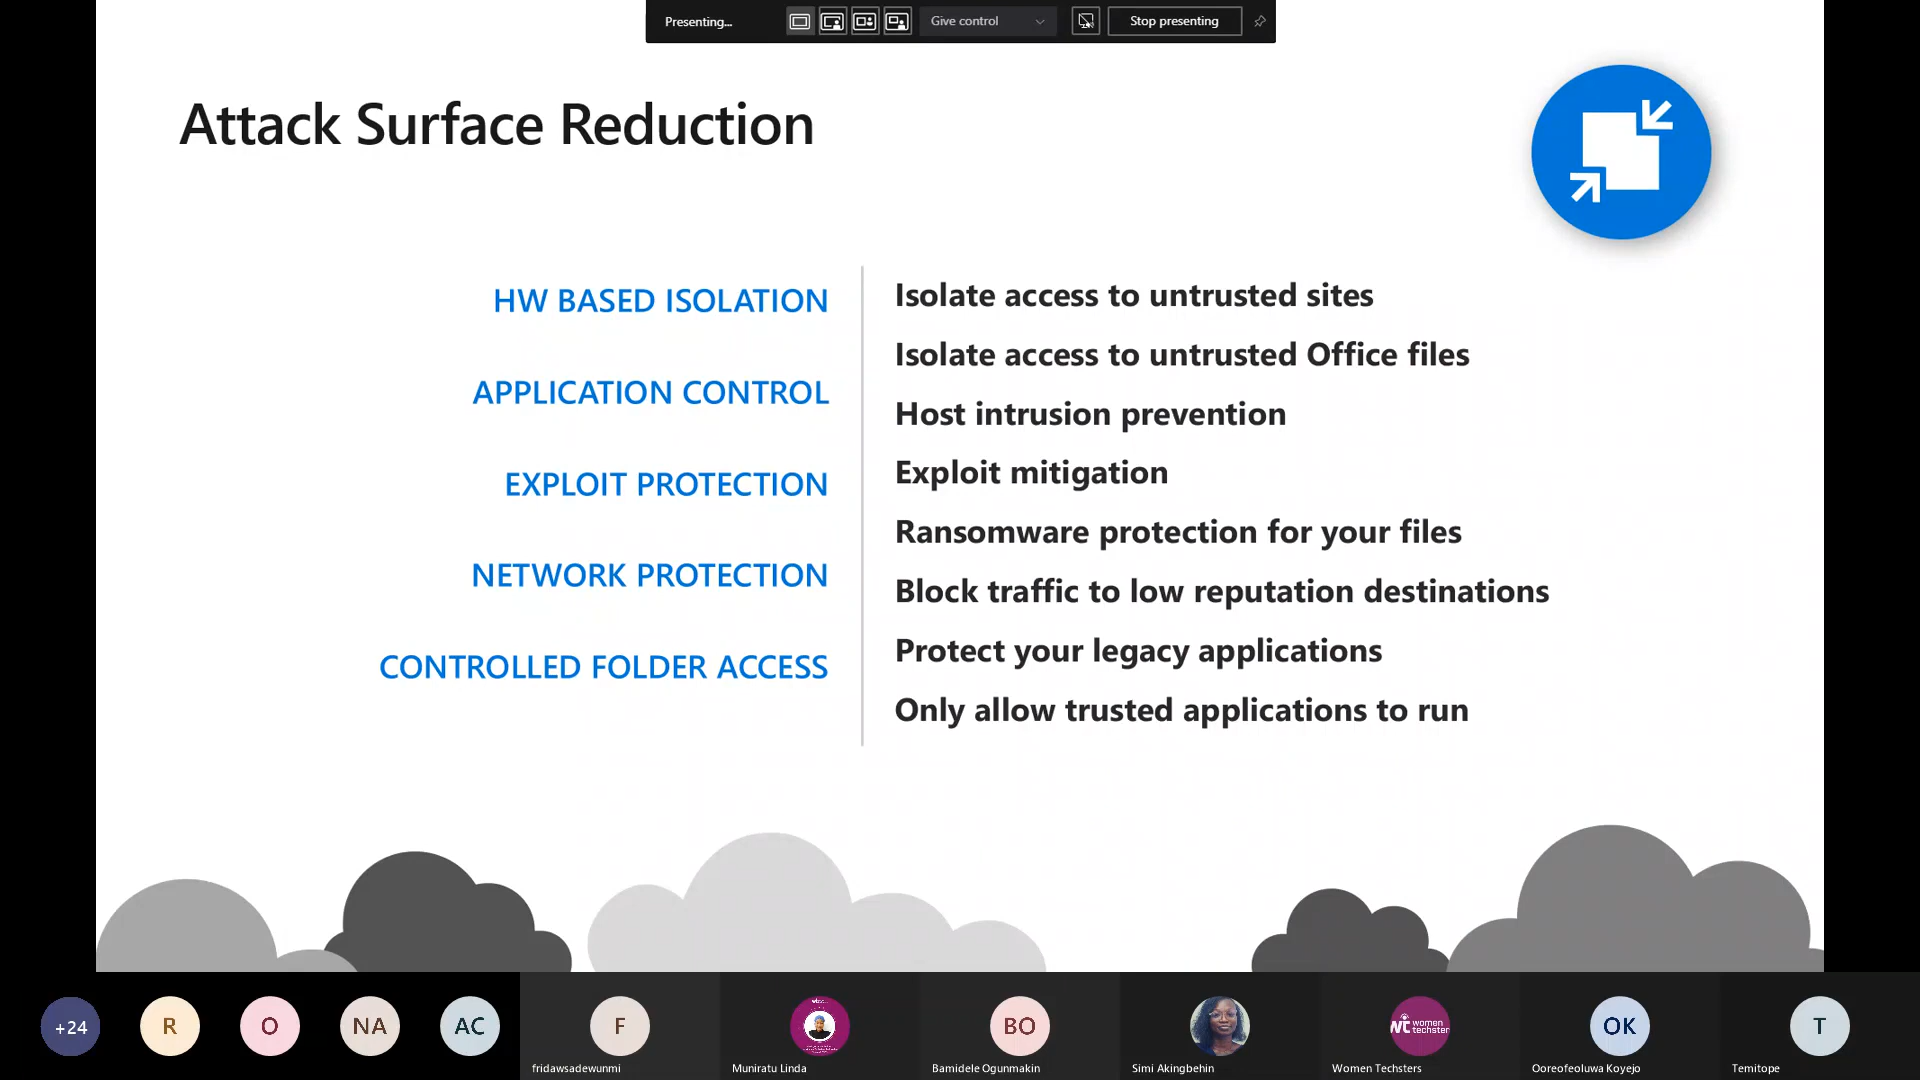 Presenting...
Give control
Stop presenting
Attack Surface Reduction
HW BASED ISOLATION
APPLICATION CONTROL
EXPLOIT PROTECTION
NETWORK PROTECTION
CONTROLLED FOLDER ACCESS
Isolate access to untrusted sites
Isolate access to untrusted Office files
Host intrusion prevention
Exploit mitigation
Ransomware protection for your files
Block traffic to low reputation destinations
Protect your legacy applications
Only allow trusted applications to run
+24
R
O
NA
AC
F
BO
women
techsters
OK
T
fridawsadewunmi
Muniratu Linda
Bamidele Ogunmakin
Simi Akingbehin
Women Techsters
Ooreofeoluwa Koyejo
Temitope